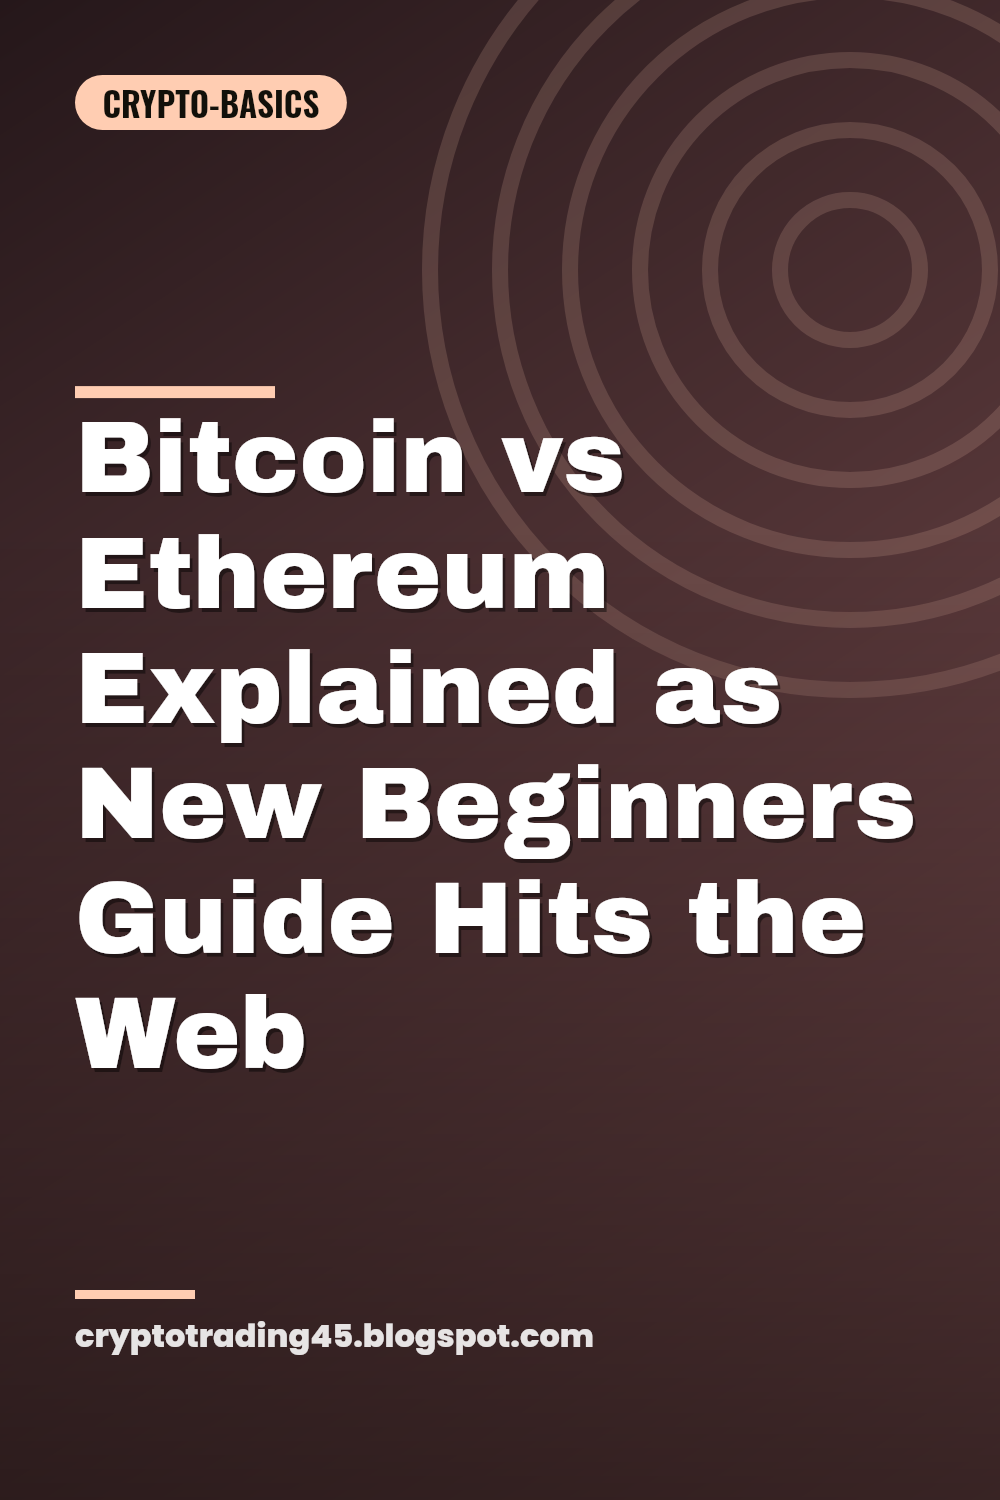 CRYPTO-BASICS
Bitcoin vs
Ethereum
Explained as
New Beginners
Guide Hits the
Web
cryptotrading45.blogspot.com